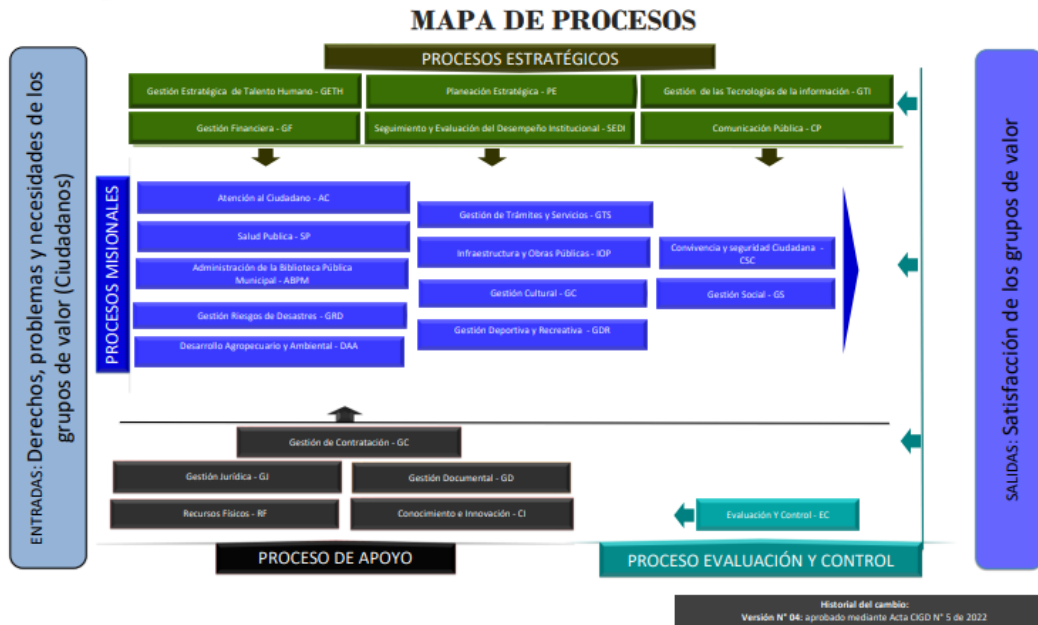 MAPA DE PROCESOS
ENTRADAS: Derechos, problemas y necesidades de los
grupos de valor (Ciudadanos)
PROCESOS ESTRATÉGICOS
Gestión Estratégica de Talento Humano - GETH
Planeación Estratégica - PE
Gestión de las Tecnologías de la información - GTI
Gestión Financiera - GF
Seguimiento y Evaluación del Desempeño Institucional - SEDI
Comunicación Pública - CP
PROCESOS MISIONALES
Atención al Ciudadano - AC
Salud Publica - SP
Administración de la Biblioteca Pública
Municipal - ABPM
Gestión Riesgos de Desastres - GRD
Desarrollo Agropecuario y Ambiental - DAA
Gestión de Trámites y Servicios - GTS
Infraestructura y Obras Públicas - IOP
Gestión Cultural - GC
Gestión Deportiva y Recreativa - GDR
Convivencia y seguridad Ciudadana -
CSC
Gestión Social - GS
Gestión de Contratación - GC
Gestión Jurídica - GJ
Gestión Documental - GD
Recursos Físicos - RF
Conocimiento e Innovación - CI
Evaluación Y Control - EC
PROCESO DE APOYO
PROCESO EVALUACIÓN Y CONTROL
SALIDAS: Satisfacción de los grupos de valor
Historial del cambio:
Versión N° 04: aprobado mediante Acta CIGD N° 5 de 2022